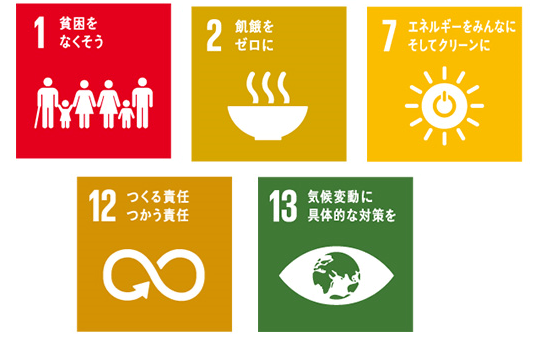 1 貧困を
なくそう
2 飢餓を
ゼロに
7 エネルギーをみんなに
そしてクリーンに
12 つくる責任
つかう責任
13 気候変動に
具体的な対策を